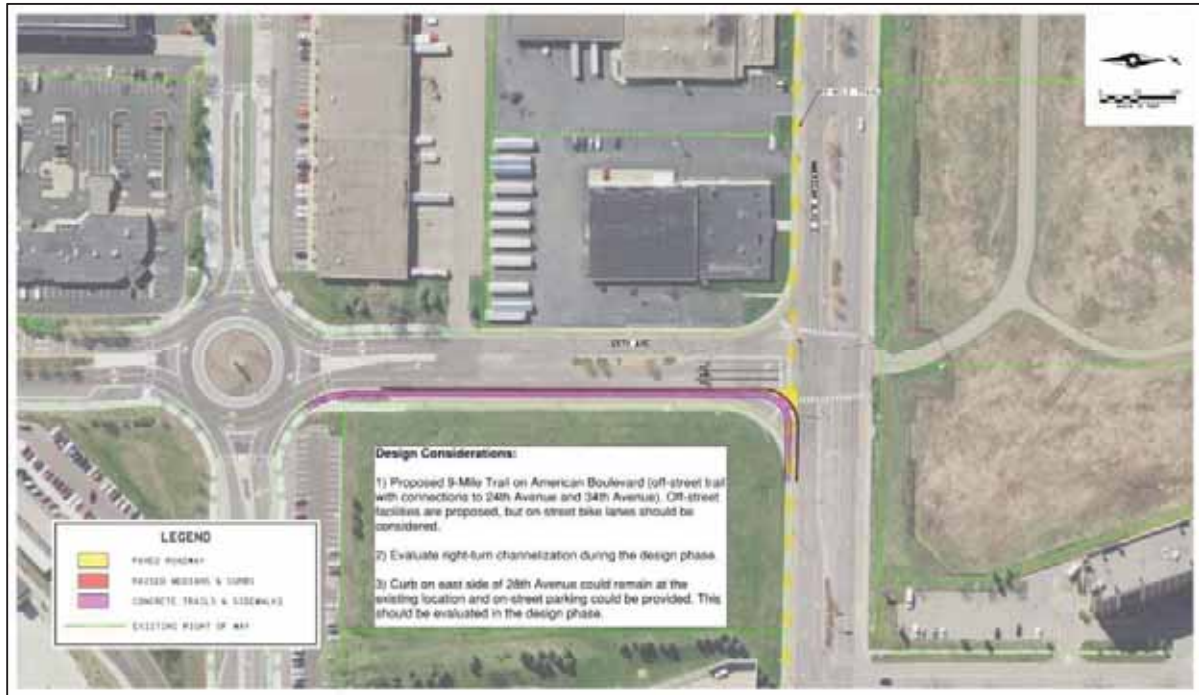 Design Considerations:
1) Proposed 9-Mile Trail on American Boulevard (off-street trail
with connections to 24th Avenue and 34th Avenue). Off-street
facilities are proposed, but on-street bike lanes should be
considered.
2) Evaluate right-turn channelization during the design phase.
3) Curb on east side of 28th Avenue could remain at the
existing location and on-street parking could be provided. This
should be evaluated in the design phase.
LEGEND
PAVED ROADWAY
RAISED MEDIANS & CURBS
CONCRETE TRAILS & SIDEWALKS
EXISTING RIGHT OF WAY